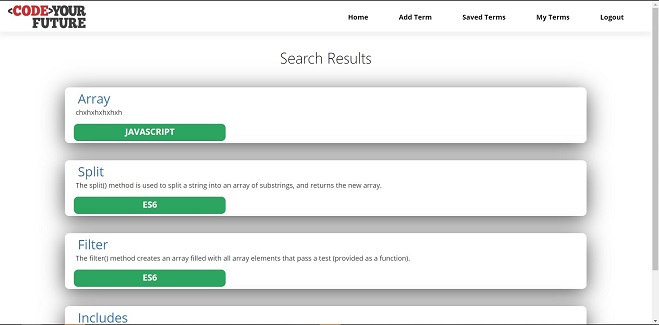 <CODE>YOUR
FUTURE
Home Add Term Saved Terms My Terms Logout
Search Results
Array
chxhxhxhxhxh
JAVASCRIPT
Split
The split() method is used to split a string into an array of substrings, and returns the new array.
ES6
Filter
The filter() method creates an array filled with all array elements that pass a test (provided as a function).
ES6
Includes